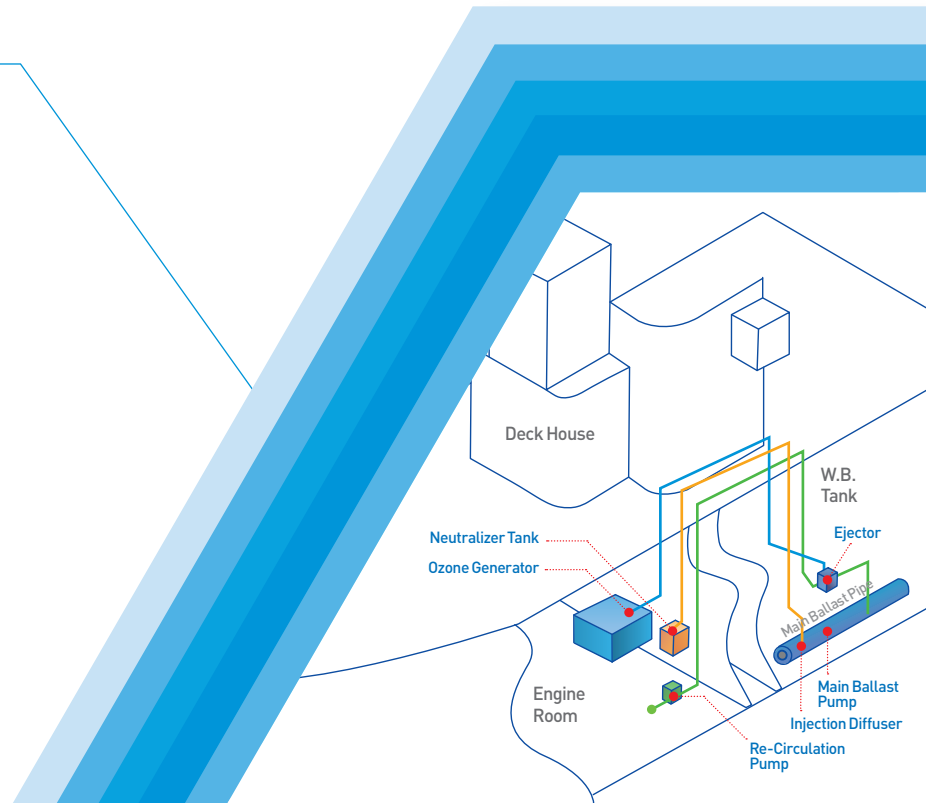 Deck House
W.B.
Tank
Ejector
Neutralizer Tank
Ozone Generator
Main Ballast Pipe
Engine
Room
Main Ballast
Pump
Injection Diffuser
Re-Circulation
Pump